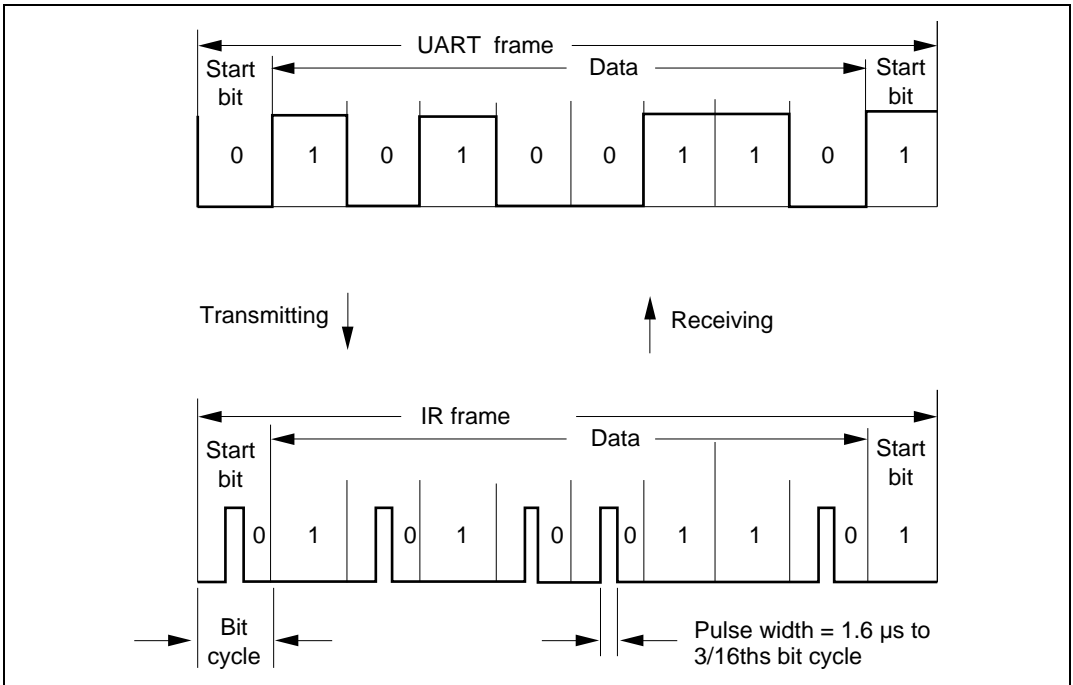 UART frame
Start bit
Data
Start bit
0 1 0 1 0 0 1 1 0 1
Transmitting
Receiving
IR frame
Start bit
Data
Start bit
0 1 0 1 0 0 1 1 0 1
Bit cycle
Pulse width = 1.6 µs to
3/16ths bit cycle